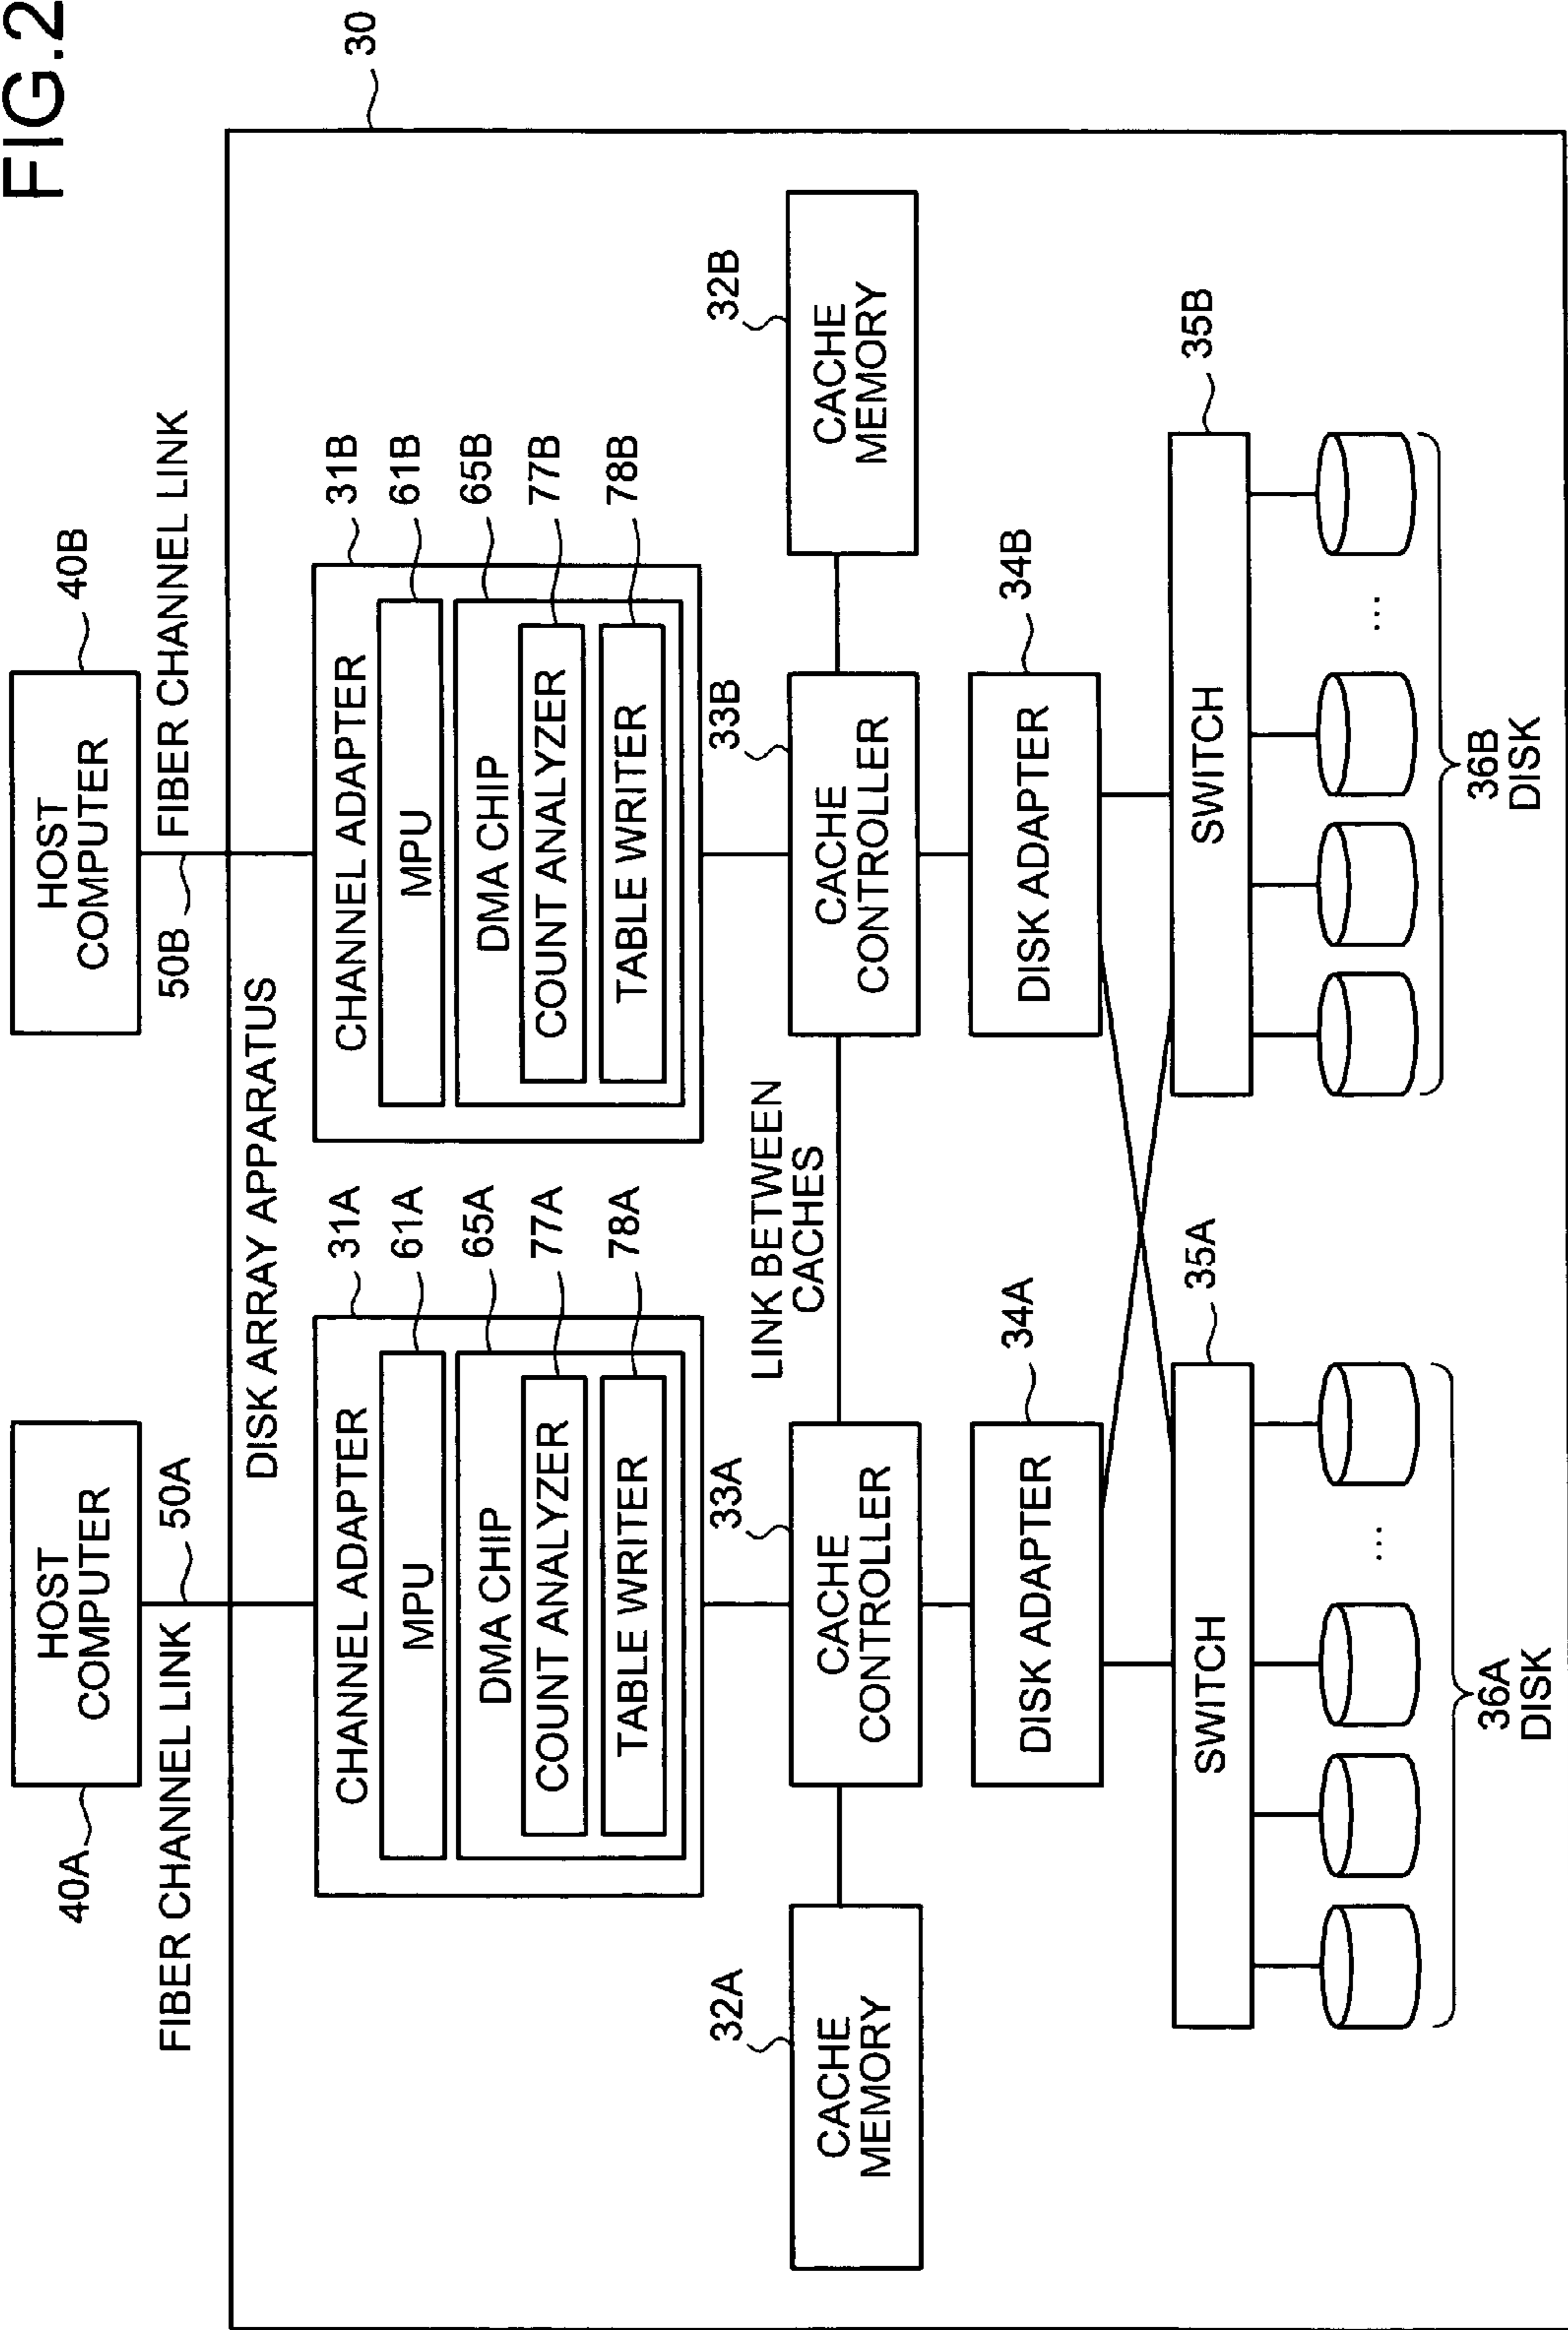 FIG.2
HOST
COMPUTER
40A
HOST
COMPUTER
40B
FIBER CHANNEL LINK
50A
50B
FIBER CHANNEL LINK
DISK ARRAY APPARATUS
30
CHANNEL ADAPTER
31A
MPU
61A
DMA CHIP
65A
COUNT ANALYZER
77A
TABLE WRITER
78A
CHANNEL ADAPTER
31B
MPU
61B
DMA CHIP
65B
COUNT ANALYZER
77B
TABLE WRITER
78B
32A
CACHE
MEMORY
33A
CACHE
CONTROLLER
LINK BETWEEN
CACHES
33B
CACHE
CONTROLLER
32B
CACHE
MEMORY
DISK ADAPTER
34A
DISK ADAPTER
34B
SWITCH
35A
SWITCH
35B
...
...
36A
DISK
36B
DISK